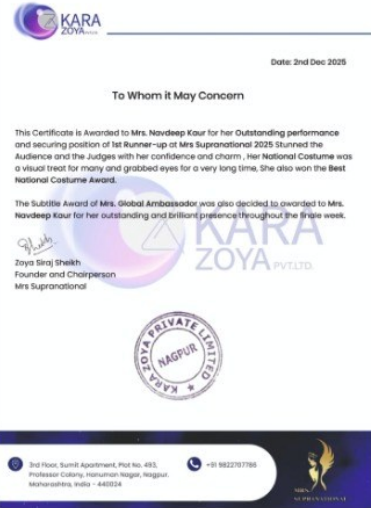 KARA
ZOYA PVT.LTD.
Date: 2nd Dec 2025
To Whom it May Concern
This Certificate is Awarded to Mrs. Navdeep Kaur for her Outstanding performance
and securing position of 1st Runner-up at Mrs Supranational 2025 Stunned the
Audience and the Judges with her confidence and charm , Her National Costume was
a visual treat for many and grabbed eyes for a very long time, She also won the Best
National Costume Award.
The Subtitle Award of Mrs. Global Ambassador was also decided to awarded to Mrs.
Navdeep Kaur for her outstanding and brilliant presence throughout the finale week.
KARA
ZOYA PVT.LTD.
Sheikh
Zoya Siraj Sheikh
Founder and Chairperson
Mrs Supranational
KARA ZOYA PRIVATE LIMITED
NAGPUR
3rd Floor, Sumit Apartment, Plot No. 493,
Professor Colony, Hanuman Nagar, Nagpur,
Maharashtra, India - 440024
+91 9822707786
MRS.
SUPRANATIONAL